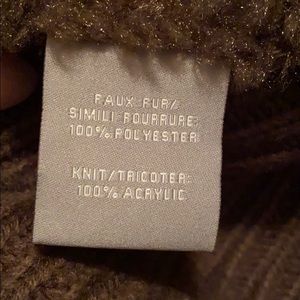 FAUX FUR/
SIMILI FOURRURE:
100% POLYESTER
KNIT/TRICOTER:
100% ACRYLIC